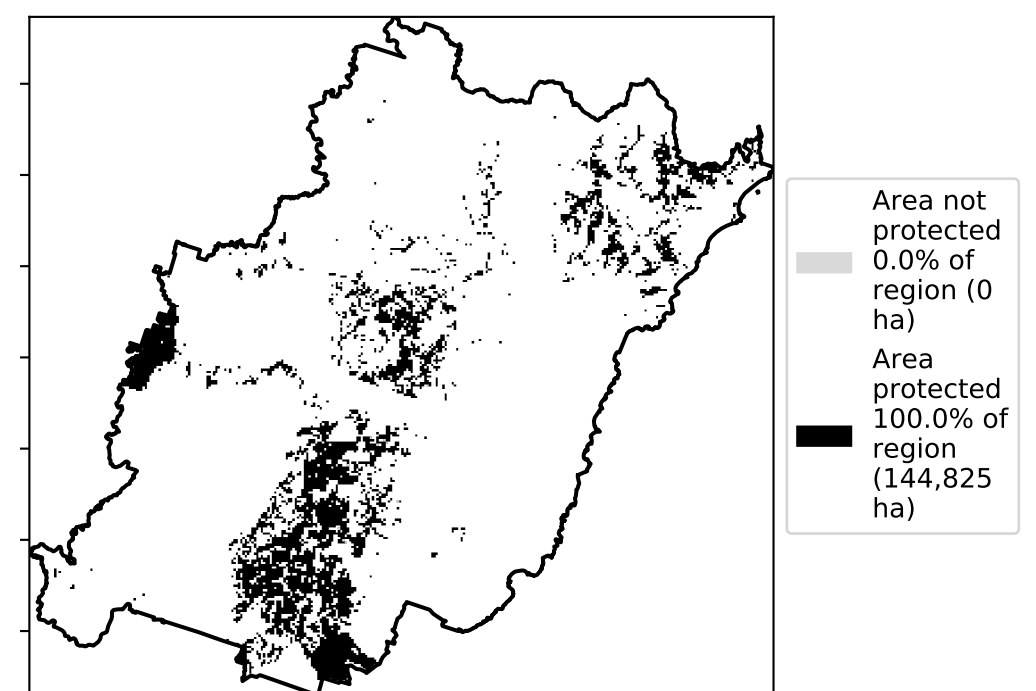 Area not
protected
0.0% of
region (0
ha)
Area
protected
100.0% of
region
(144,825
ha)